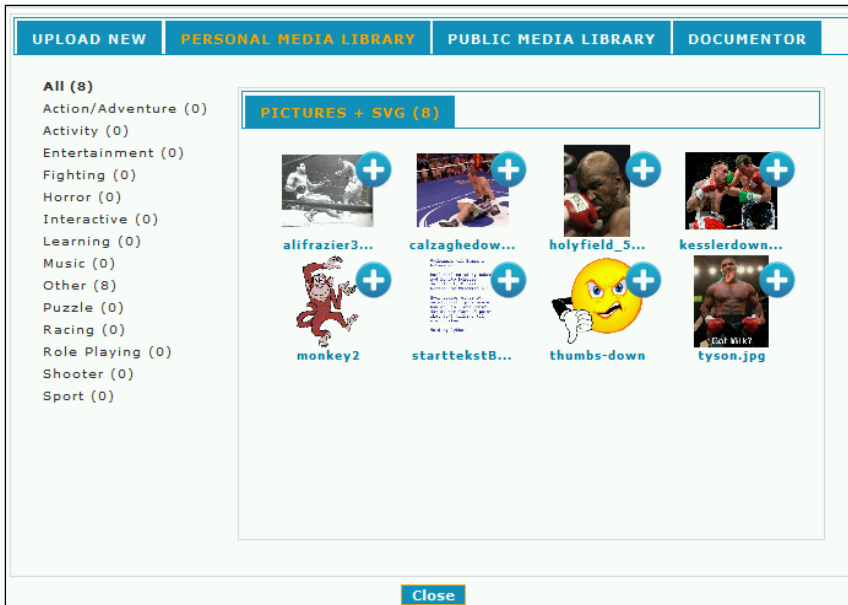 UPLOAD NEW PERSONAL MEDIA LIBRARY PUBLIC MEDIA LIBRARY DOCUMENTOR
All (8)
Action/Adventure (0)
Activity (0)
Entertainment (0)
Fighting (0)
Horror (0)
Interactive (0)
Learning (0)
Music (0)
Other (8)
Puzzle (0)
Racing (0)
Role Playing (0)
Shooter (0)
Sport (0)
PICTURES + SVG (8)
alifrazier3... calzaghedow... holyfield_5... kesslerdown...
Got Milk?
monkey2 starttekstB... thumbs-down tyson.jpg
Close